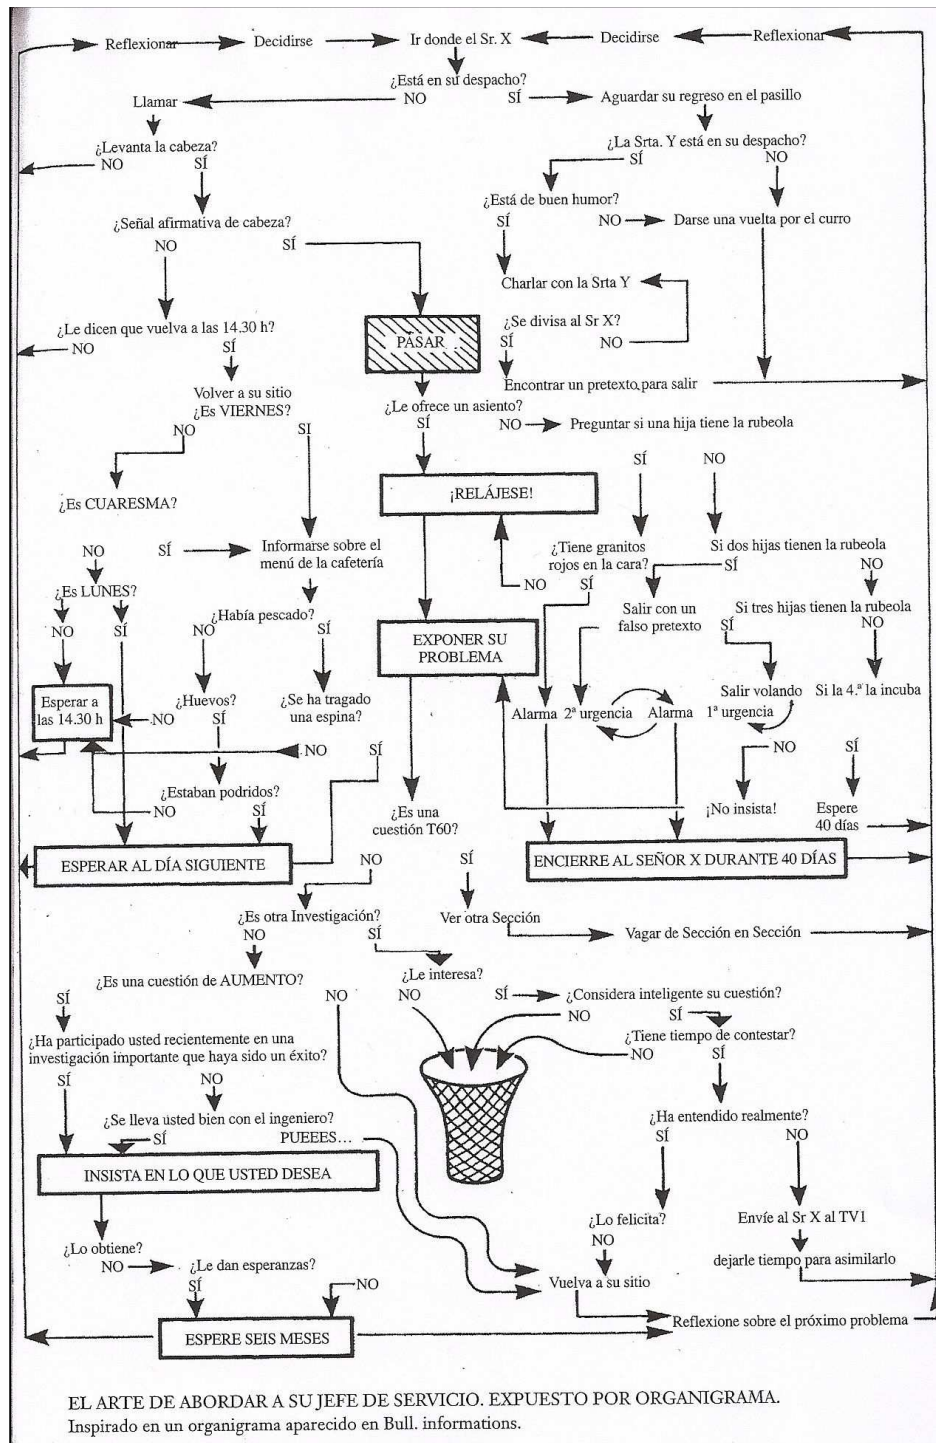 Reflexionar Decidirse Ir donde el Sr. X Decidirse Reflexionar
¿Está en su despacho?
NO SÍ
Llamar
Aguardar su regreso en el pasillo
¿Levanta la cabeza?
NO SÍ
¿La Srta. Y está en su despacho?
SÍ NO
¿Está de buen humor?
SÍ NO
Darse una vuelta por el curro
¿Señal afirmativa de cabeza?
NO SÍ
Charlar con la Srta Y
¿Le dicen que vuelva a las 14.30 h?
NO SÍ
PASAR
¿Se divisa al Sr X?
SÍ NO
Volver a su sitio
¿Es VIERNES?
NO SI
Encontrar un pretexto para salir
¿Le ofrece un asiento?
SÍ NO
Preguntar si una hija tiene la rubeola
SÍ NO
¿Es CUARESMA?
NO SÍ
¡RELÁJESE!
Informarse sobre el
menú de la cafetería
¿Tiene granitos
rojos en la cara?
NO SÍ
Si dos hijas tienen la rubeola
SÍ NO
¿Es LUNES?
NO SÍ
¿Había pescado?
NO SÍ
Salir con un
falso pretexto
Si tres hijas tienen la rubeola
SÍ NO
EXPONER SU
PROBLEMA
Esperar a
las 14.30 h
¿Huevos?
NO SÍ
¿Se ha tragado
una espina?
NO SÍ
Alarma 2ª urgencia Alarma
Salir volando
1ª urgencia
Si la 4.ª la incuba
NO SÍ
¿Estaban podridos?
NO SÍ
¿Es una
cuestión T60?
NO SÍ
¡No insista!
Espere
40 días
ESPERAR AL DÍA SIGUIENTE
ENCIERRE AL SEÑOR X DURANTE 40 DÍAS
¿Es otra Investigación?
NO SÍ
Ver otra Sección
Vagar de Sección en Sección
¿Es una cuestión de AUMENTO?
SÍ NO
¿Le interesa?
NO SÍ
¿Considera inteligente su cuestión?
NO SÍ
¿Ha participado usted recientemente en una
investigación importante que haya sido un éxito?
SÍ NO
¿Tiene tiempo de contestar?
NO SÍ
¿Se lleva usted bien con el ingeniero?
SÍ PUEEES...
¿Ha entendido realmente?
SÍ NO
INSISTA EN LO QUE USTED DESEA
¿Lo felicita?
NO
Envíe al Sr X al TV1
¿Lo obtiene?
NO
¿Le dan esperanzas?
SÍ NO
dejarle tiempo para asimilarlo
Vuelva a su sitio
ESPERE SEIS MESES
Reflexione sobre el próximo problema
EL ARTE DE ABORDAR A SU JEFE DE SERVICIO. EXPUESTO POR ORGANIGRAMA.
Inspirado en un organigrama aparecido en Bull. informations.